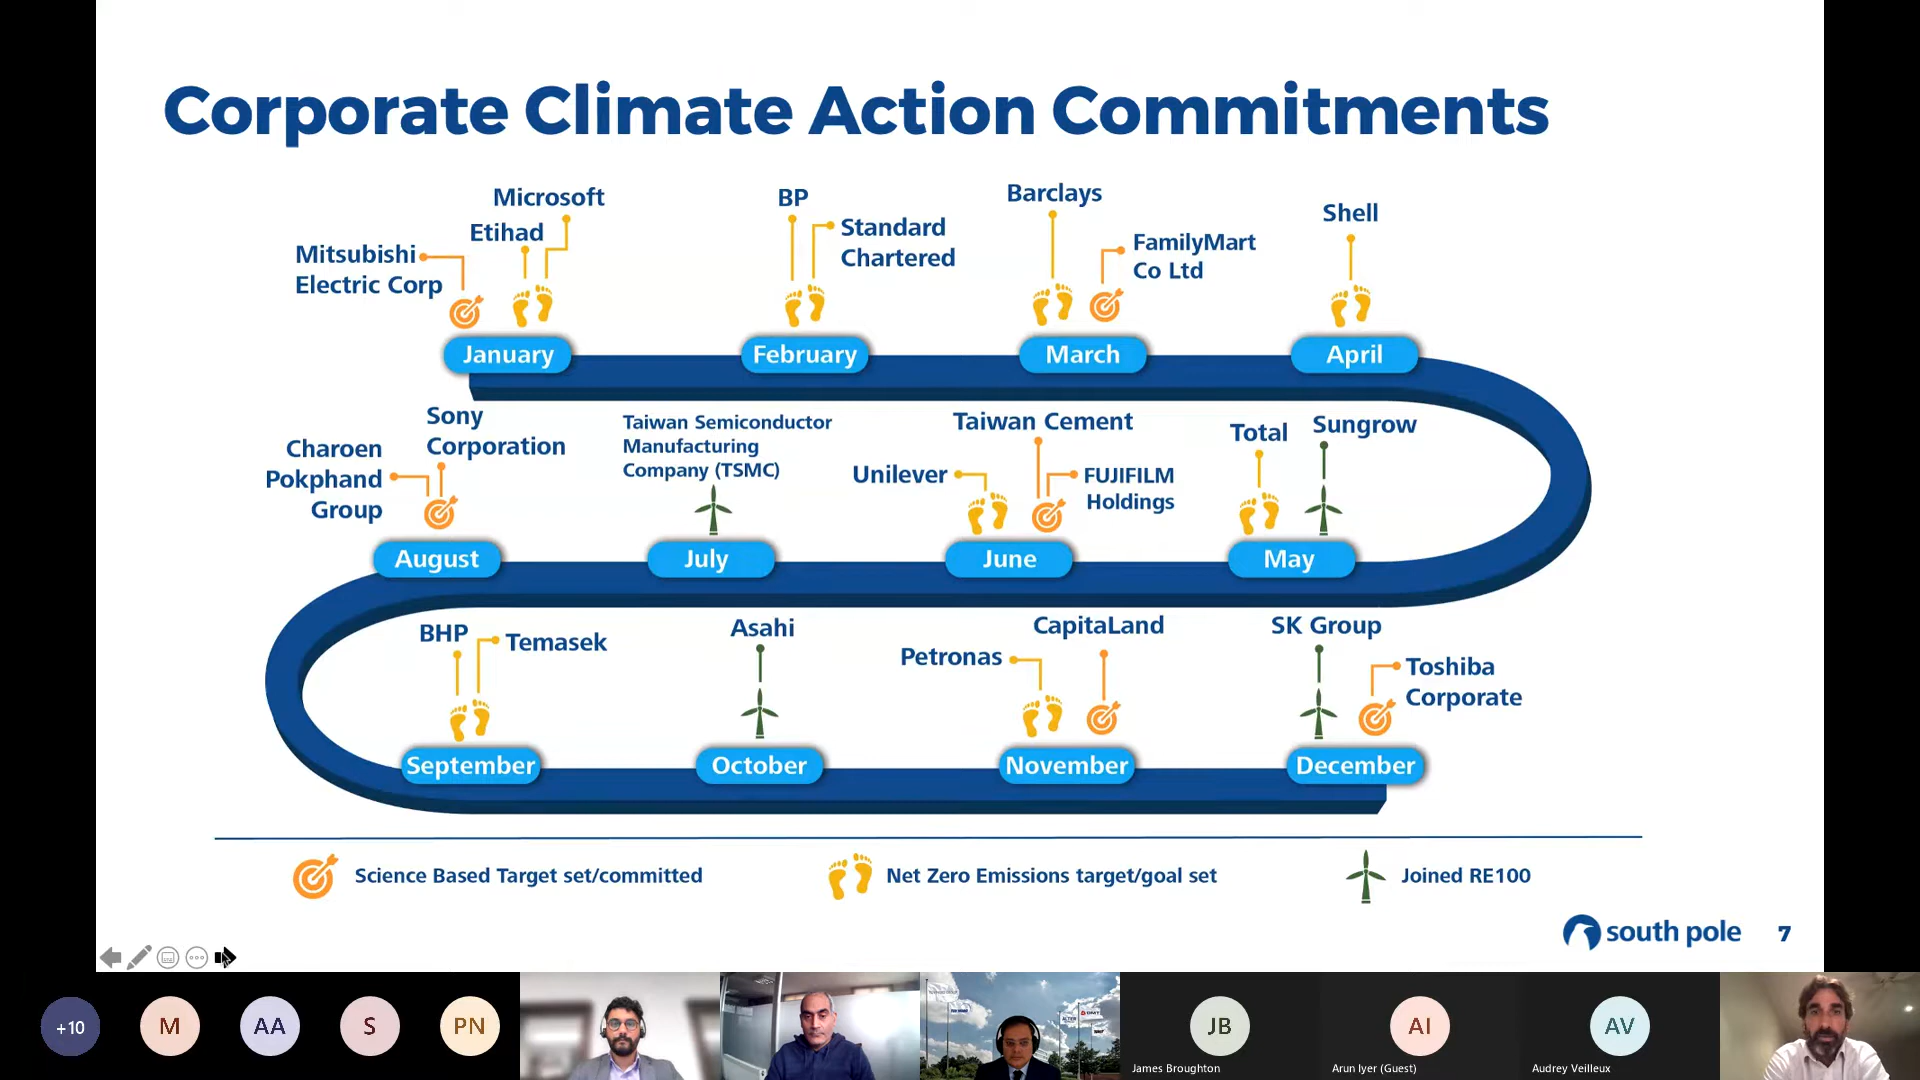 Corporate Climate Action Commitments
Microsoft
Etihad
Mitsubishi
Electric Corp
BP
Standard
Chartered
Barclays
FamilyMart
Co Ltd
Shell
January
February
March
April
Sony
Corporation
Charoen
Pokphand
Group
Taiwan Semiconductor
Manufacturing
Company (TSMC)
Taiwan Cement
Unilever
FUJIFILM
Holdings
Total
Sungrow
August
July
June
May
BHP
Temasek
Asahi
Petronas
CapitaLand
SK Group
Toshiba
Corporate
September
October
November
December
Science Based Target set/committed
Net Zero Emissions target/goal set
Joined RE100
south pole
7
+10
M
AA
S
PN
JB
James Broughton
AI
Arun Iyer (Guest)
AV
Audrey Veilleux